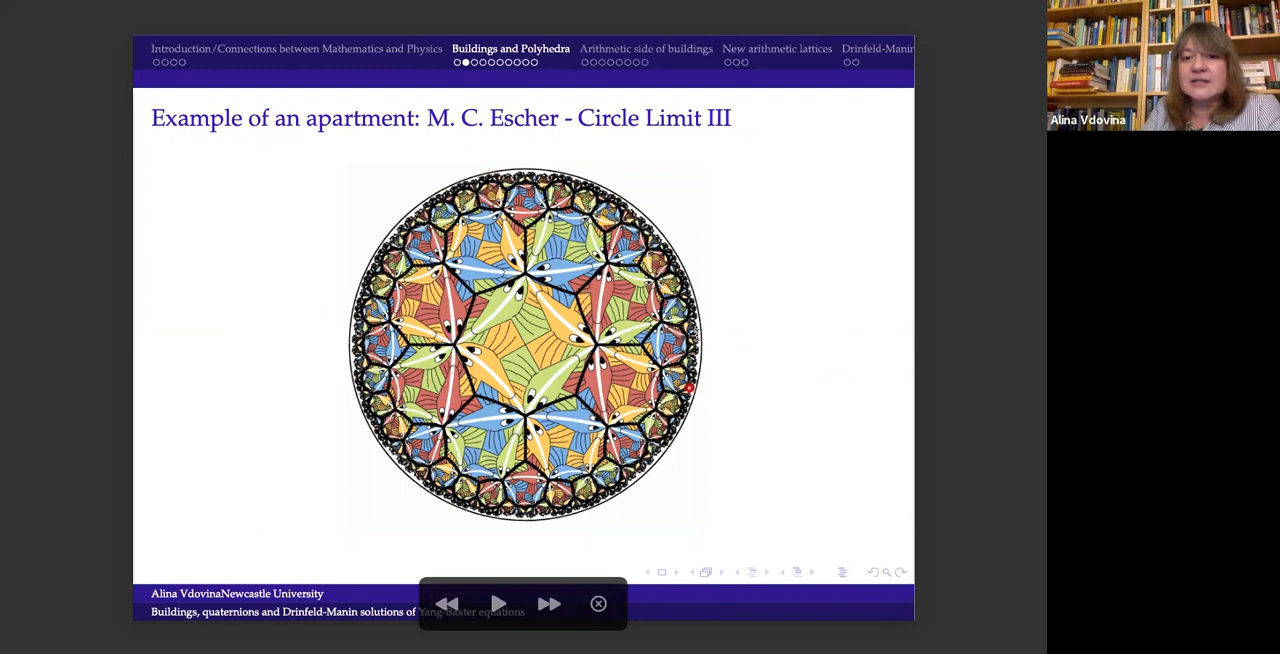 Introduction/Connections between Mathematics and Physics Buildings and Polyhedra Arithmetic side of buildings New arithmetic lattices Drinfeld-Manin
Example of an apartment: M. C. Escher - Circle Limit III
Alina Vdovina
Alina VdovinaNewcastle University
Buildings, quaternions and Drinfeld-Manin solutions of Yang-Baxter equations